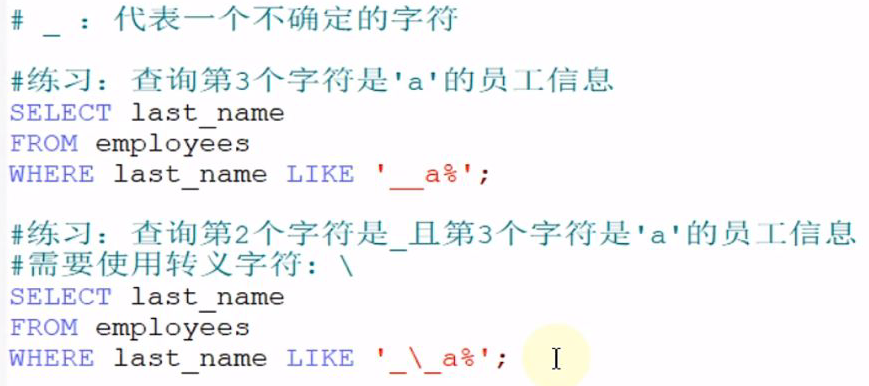 # _ ：代表一个不确定的字符
#练习：查询第3个字符是'a'的员工信息
SELECT last_name
FROM employees
WHERE last_name LIKE '__a%';
#练习：查询第2个字符是_且第3个字符是'a'的员工信息
#需要使用转义字符：\
SELECT last_name
FROM employees
WHERE last_name LIKE '_\_a%';